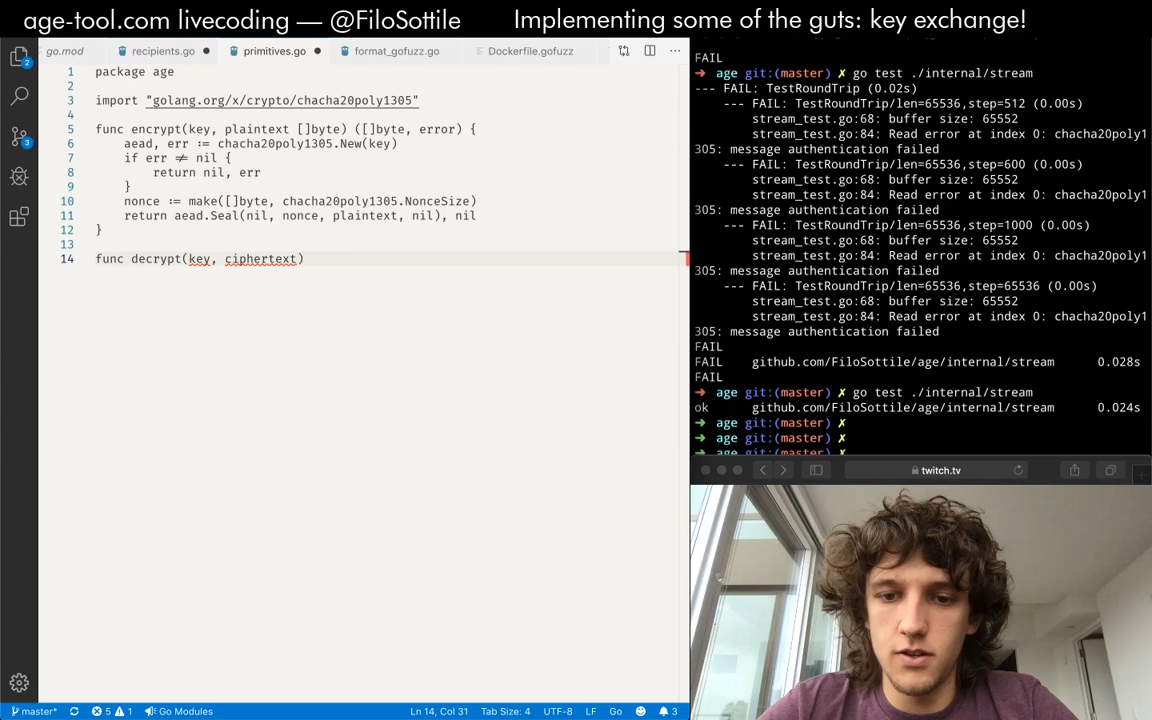 age-tool.com livecoding — @FiloSottile
Implementing some of the guts: key exchange!
go.mod
recipients.go
primitives.go
format_gofuzz.go
Dockerfile.gofuzz
1 package age
2
3 import "golang.org/x/crypto/chacha20poly1305"
4
5 func encrypt(key, plaintext []byte) ([]byte, error) {
6 aead, err := chacha20poly1305.New(key)
7 if err ≠ nil {
8 return nil, err
9 }
10 nonce := make([]byte, chacha20poly1305.NonceSize)
11 return aead.Seal(nil, nonce, plaintext, nil), nil
12 }
13
14 func decrypt(key, ciphertext)
FAIL
➜ age git:(master) ✗ go test ./internal/stream
--- FAIL: TestRoundTrip (0.02s)
--- FAIL: TestRoundTrip/len=65536,step=512 (0.00s)
stream_test.go:68: buffer size: 65552
stream_test.go:84: Read error at index 0: chacha20poly1
305: message authentication failed
--- FAIL: TestRoundTrip/len=65536,step=600 (0.00s)
stream_test.go:68: buffer size: 65552
stream_test.go:84: Read error at index 0: chacha20poly1
305: message authentication failed
--- FAIL: TestRoundTrip/len=65536,step=1000 (0.00s)
stream_test.go:68: buffer size: 65552
stream_test.go:84: Read error at index 0: chacha20poly1
305: message authentication failed
--- FAIL: TestRoundTrip/len=65536,step=65536 (0.00s)
stream_test.go:68: buffer size: 65552
stream_test.go:84: Read error at index 0: chacha20poly1
305: message authentication failed
FAIL
FAIL github.com/FiloSottile/age/internal/stream 0.028s
FAIL
➜ age git:(master) ✗ go test ./internal/stream
ok github.com/FiloSottile/age/internal/stream 0.024s
➜ age git:(master) ✗
➜ age git:(master) ✗
➜ age git:(master) ✗
twitch.tv
2
3
master*
5
1
Go Modules
Ln 14, Col 31
Tab Size: 4
UTF-8
LF
Go
3